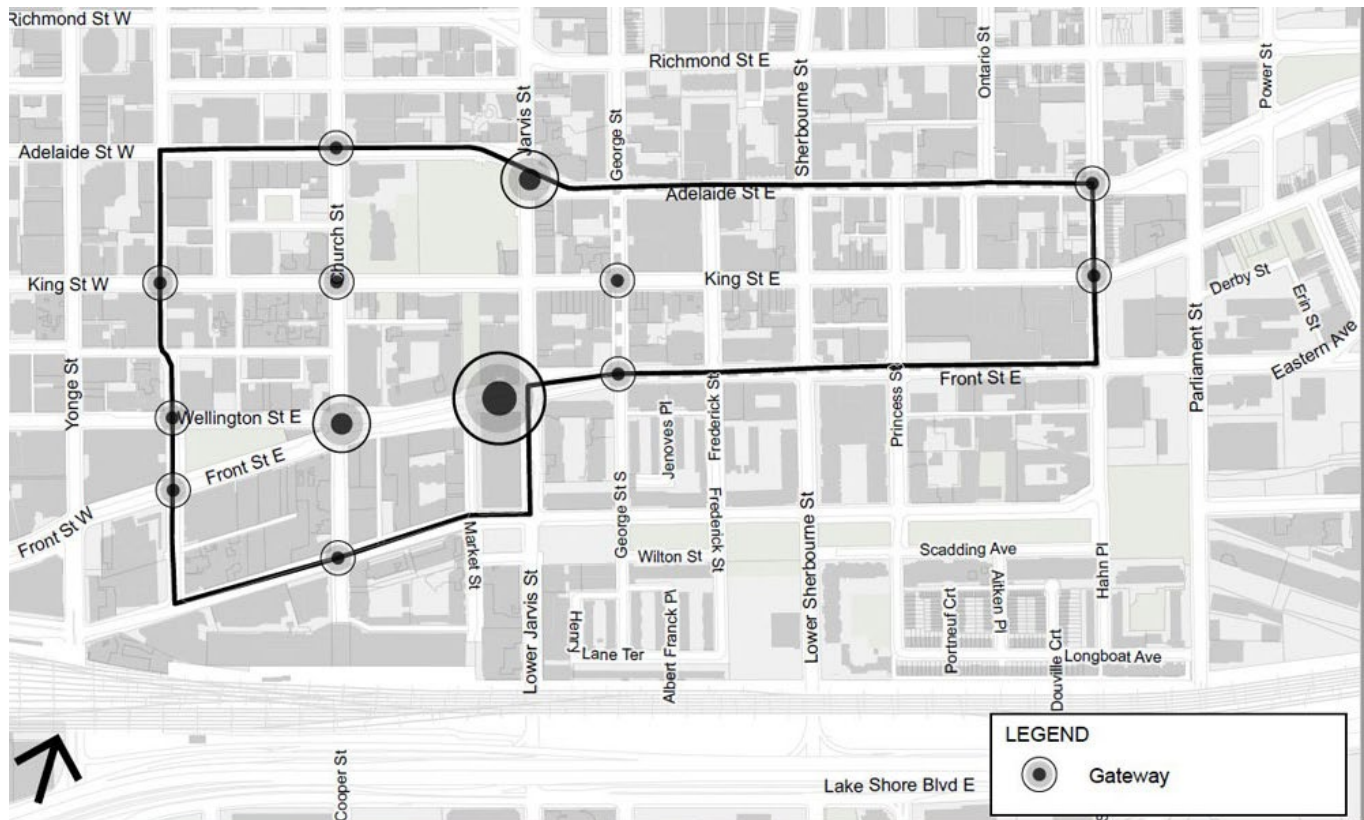 Richmond St W
Richmond St E
Ontario St
Power St
Jarvis St
George St
Sherbourne St
Adelaide St W
Adelaide St E
Church St
King St W
King St E
Derby St
Erin St
Eastern Ave
Parliament St
Yonge St
Wellington St E
Front St E
Front St W
Front St E
Princess St
Frederick St
Jenoves Pl
George St S
Frederick St
Market St
Lower Jarvis St
Lower Sherbourne St
Wilton St
Scadding Ave
Aitken Pl
Hahn Pl
Portneuf Crt
Douville Crt
Longboat Ave
Henry
Lane Ter
Albert Franck Pl
Cooper St
Lake Shore Blvd E
LEGEND
Gateway